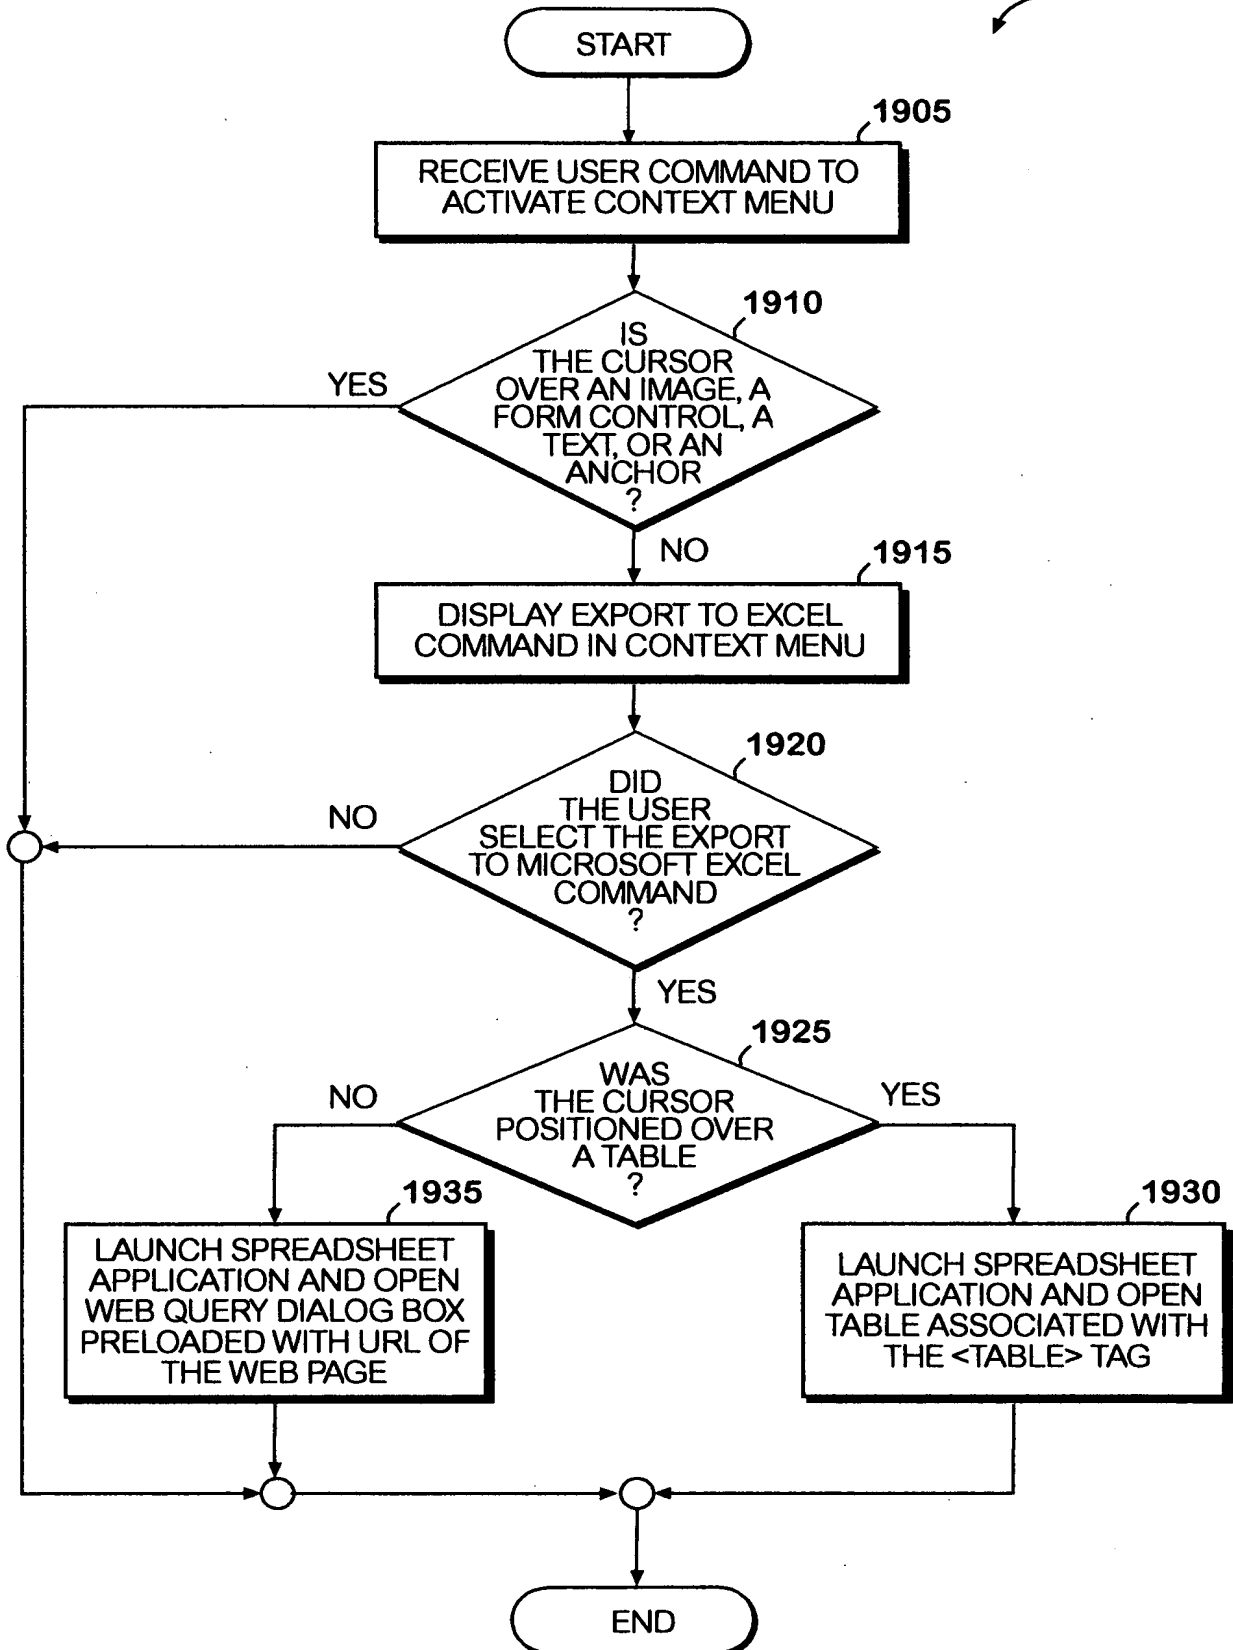 START
1905
RECEIVE USER COMMAND TO
ACTIVATE CONTEXT MENU
1910
IS
THE CURSOR
OVER AN IMAGE, A
FORM CONTROL, A
TEXT, OR AN
ANCHOR
?
YES
NO
1915
DISPLAY EXPORT TO EXCEL
COMMAND IN CONTEXT MENU
1920
DID
THE USER
SELECT THE EXPORT
TO MICROSOFT EXCEL
COMMAND
?
NO
YES
1925
WAS
THE CURSOR
POSITIONED OVER
A TABLE
?
NO
YES
1935
LAUNCH SPREADSHEET
APPLICATION AND OPEN
WEB QUERY DIALOG BOX
PRELOADED WITH URL OF
THE WEB PAGE
1930
LAUNCH SPREADSHEET
APPLICATION AND OPEN
TABLE ASSOCIATED WITH
THE <TABLE> TAG
END